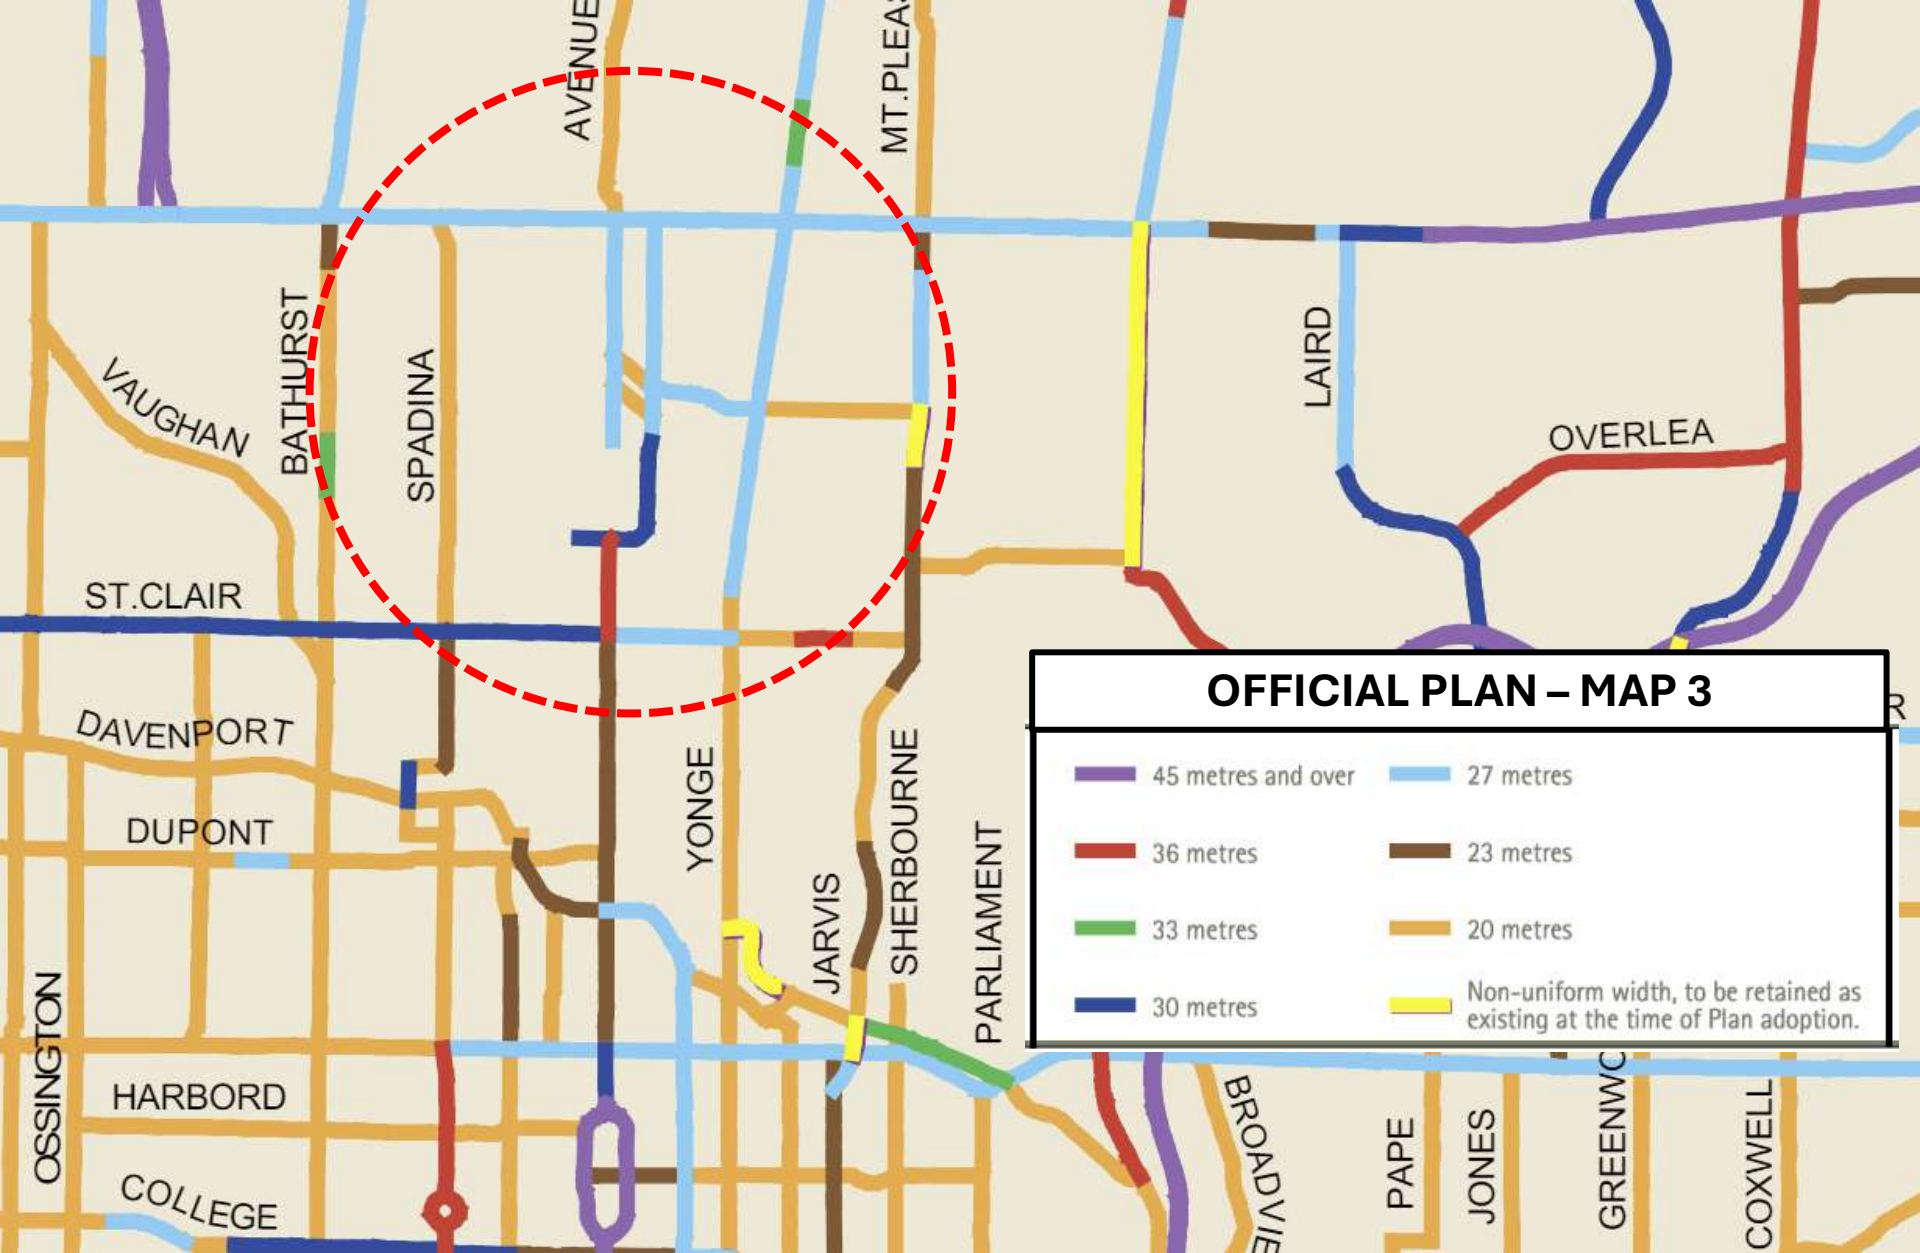 AVENUE
MT.PLEAS
BATHURST
SPADINA
VAUGHAN
LAIRD
OVERLEA
ST.CLAIR
OFFICIAL PLAN – MAP 3
45 metres and over
27 metres
36 metres
23 metres
33 metres
20 metres
30 metres
Non-uniform width, to be retained as
existing at the time of Plan adoption.
R
DAVENPORT
DUPONT
YONGE
JARVIS
SHERBOURNE
PARLIAMENT
OSSINGTON
HARBORD
COLLEGE
BROADVIE
PAPE
JONES
GREENWO
COXWELL